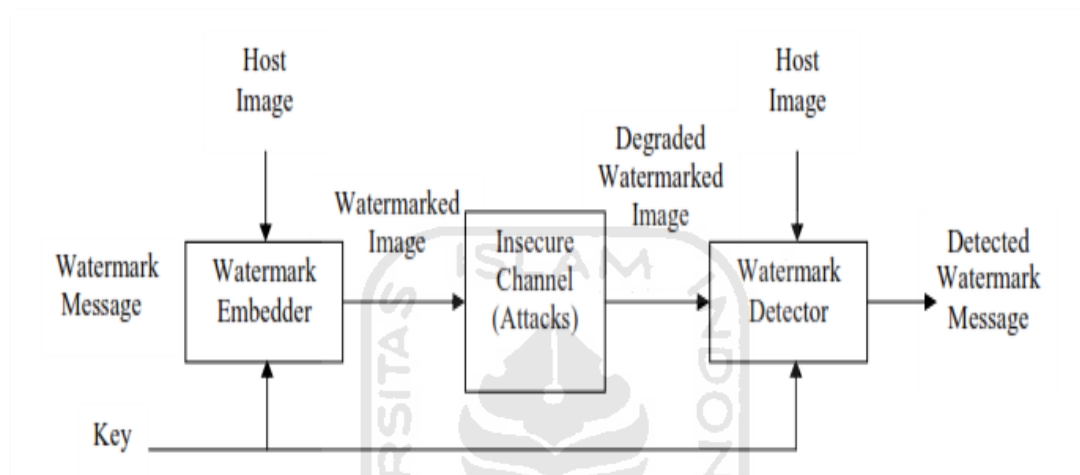 Host
Image
Host
Image
Degraded
Watermarked
Image
Watermarked
Image
Watermark
Message
Watermark
Embedder
Insecure
Channel
(Attacks)
Watermark
Detector
Detected
Watermark
Message
Key
ISLAM